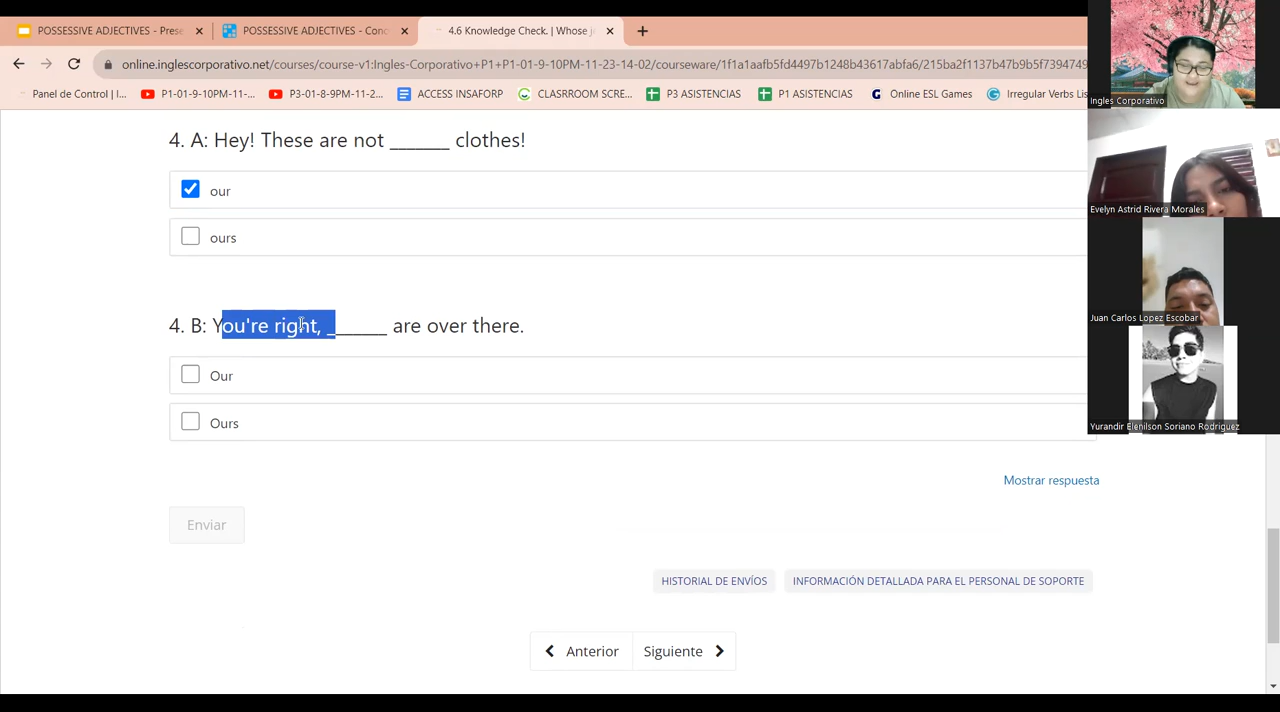 POSSESSIVE ADJECTIVES - Prese
POSSESSIVE ADJECTIVES - Conc
4.6 Knowledge Check. | Whose je
online.inglescorporativo.net/courses/course-v1:Ingles-Corporativo+P1+P1-01-9-10PM-11-23-14-02/courseware/1f1a1aafb5fd4497b1248b43617abfa6/215ba2f1137b47b9b5f7394749
Panel de Control | I...
P1-01-9-10PM-11-...
P3-01-8-9PM-11-2...
ACCESS INSAFORP
CLASRROOM SCRE...
P3 ASISTENCIAS
P1 ASISTENCIAS
Online ESL Games
Irregular Verbs Lis
4. A: Hey! These are not _______ clothes!
our
ours
4. B: You're right, _______ are over there.
Our
Ours
Mostrar respuesta
Enviar
HISTORIAL DE ENVÍOS
INFORMACIÓN DETALLADA PARA EL PERSONAL DE SOPORTE
Anterior
Siguiente
Ingles Corporativo
Evelyn Astrid Rivera Morales
Juan Carlos Lopez Escobar
Yurandir Elenilson Soriano Rodriguez